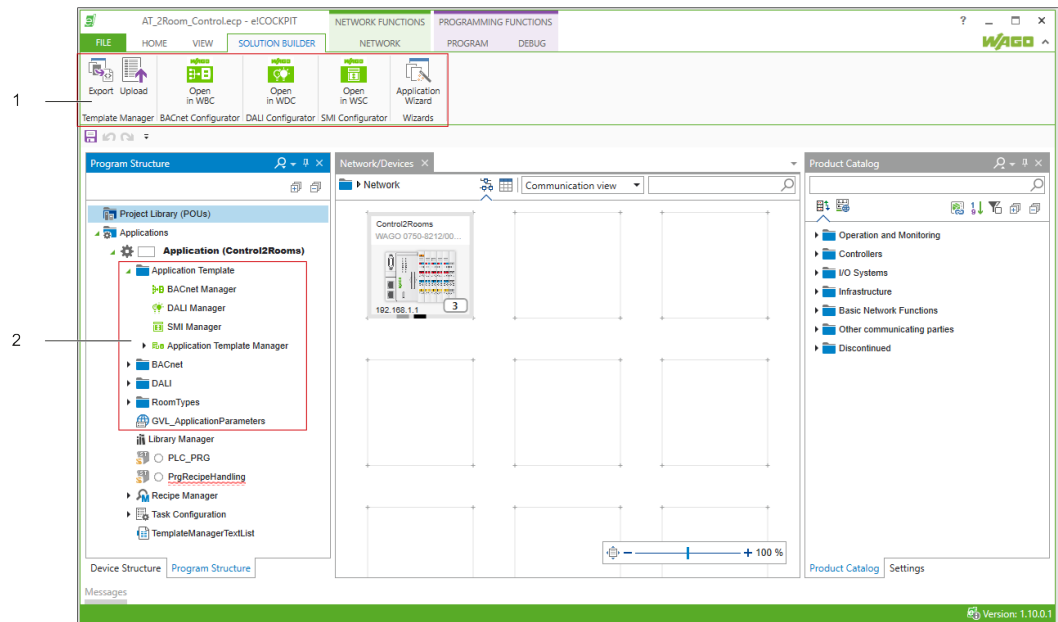 AT_2Room_Control.ecp - e!COCKPIT
NETWORK FUNCTIONS
PROGRAMMING FUNCTIONS
?
FILE
HOME
VIEW
SOLUTION BUILDER
NETWORK
PROGRAM
DEBUG
WAGO
1
Export
Upload
Open in WBC
Open in WDC
Open in WSC
Application Wizard
Template Manager
BACnet Configurator
DALI Configurator
SMI Configurator
Wizards
Program Structure
Project Library (POUs)
Applications
Application (Control2Rooms)
Application Template
BACnet Manager
DALI Manager
SMI Manager
2
Application Template Manager
BACnet
DALI
RoomTypes
GVL_ApplicationParameters
Library Manager
PLC_PRG
PrgRecipeHandling
Recipe Manager
Task Configuration
TemplateManagerTextList
Device Structure
Program Structure
Network/Devices
Network
Communication view
Control2Rooms
WAGO 0750-8212/00...
192.168.1.1
3
100 %
Product Catalog
Operation and Monitoring
Controllers
I/O Systems
Infrastructure
Basic Network Functions
Other communicating parties
Discontinued
Product Catalog
Settings
Messages
Version: 1.10.0.1